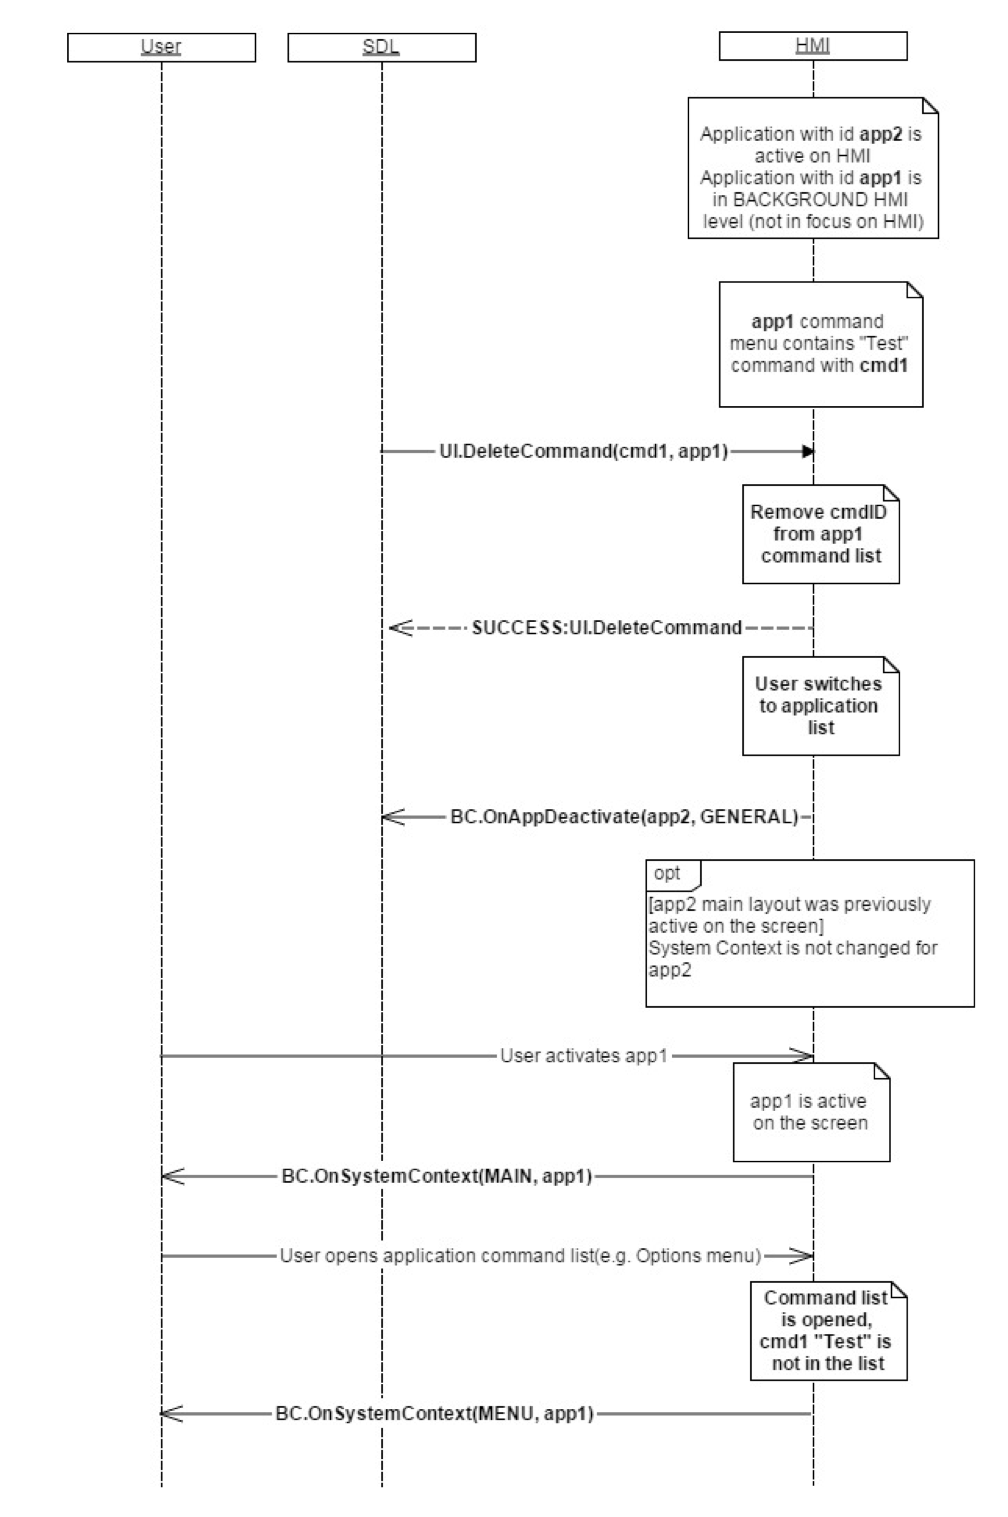 User
SDL
HMI
Application with id app2 is
active on HMI
Application with id app1 is
in BACKGROUND HMI
level (not in focus on HMI)
app1 command
menu contains "Test"
command with cmd1
UI.DeleteCommand(cmd1, app1)
Remove cmdID
from app1
command list
SUCCESS:UI.DeleteCommand
User switches
to application
list
BC.OnAppDeactivate(app2, GENERAL)
opt
[app2 main layout was previously
active on the screen]
System Context is not changed for
app2
User activates app1
app1 is active
on the screen
BC.OnSystemContext(MAIN, app1)
User opens application command list(e.g. Options menu)
Command list
is opened,
cmd1 "Test" is
not in the list
BC.OnSystemContext(MENU, app1)